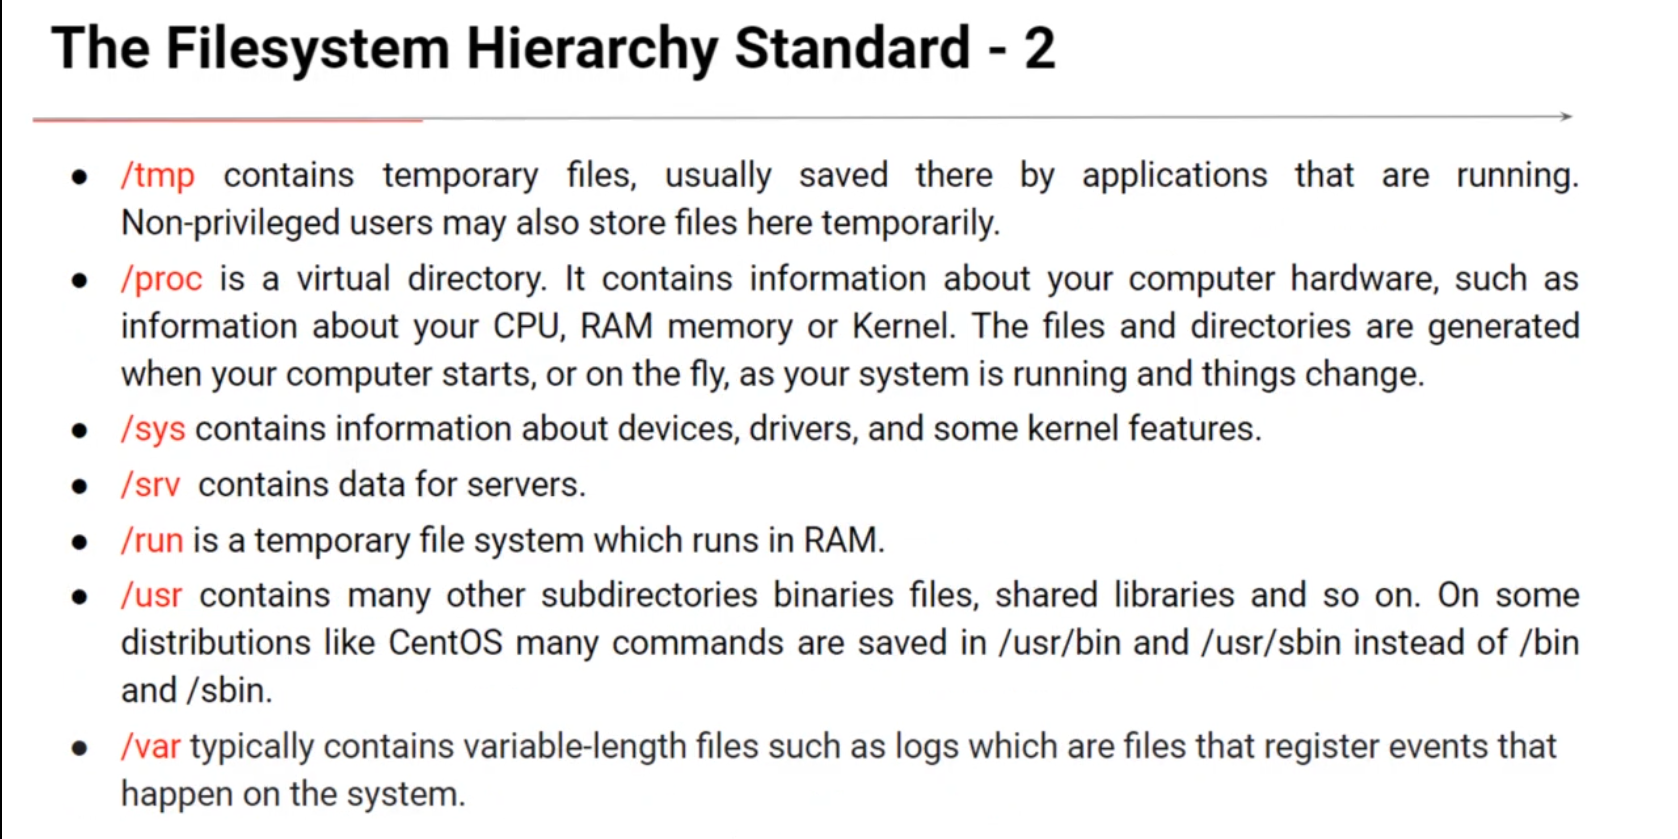 The Filesystem Hierarchy Standard - 2
● /tmp contains temporary files, usually saved there by applications that are running.
Non-privileged users may also store files here temporarily.
● /proc is a virtual directory. It contains information about your computer hardware, such as
information about your CPU, RAM memory or Kernel. The files and directories are generated
when your computer starts, or on the fly, as your system is running and things change.
● /sys contains information about devices, drivers, and some kernel features.
● /srv contains data for servers.
● /run is a temporary file system which runs in RAM.
● /usr contains many other subdirectories binaries files, shared libraries and so on. On some
distributions like CentOS many commands are saved in /usr/bin and /usr/sbin instead of /bin
and /sbin.
● /var typically contains variable-length files such as logs which are files that register events that
happen on the system.